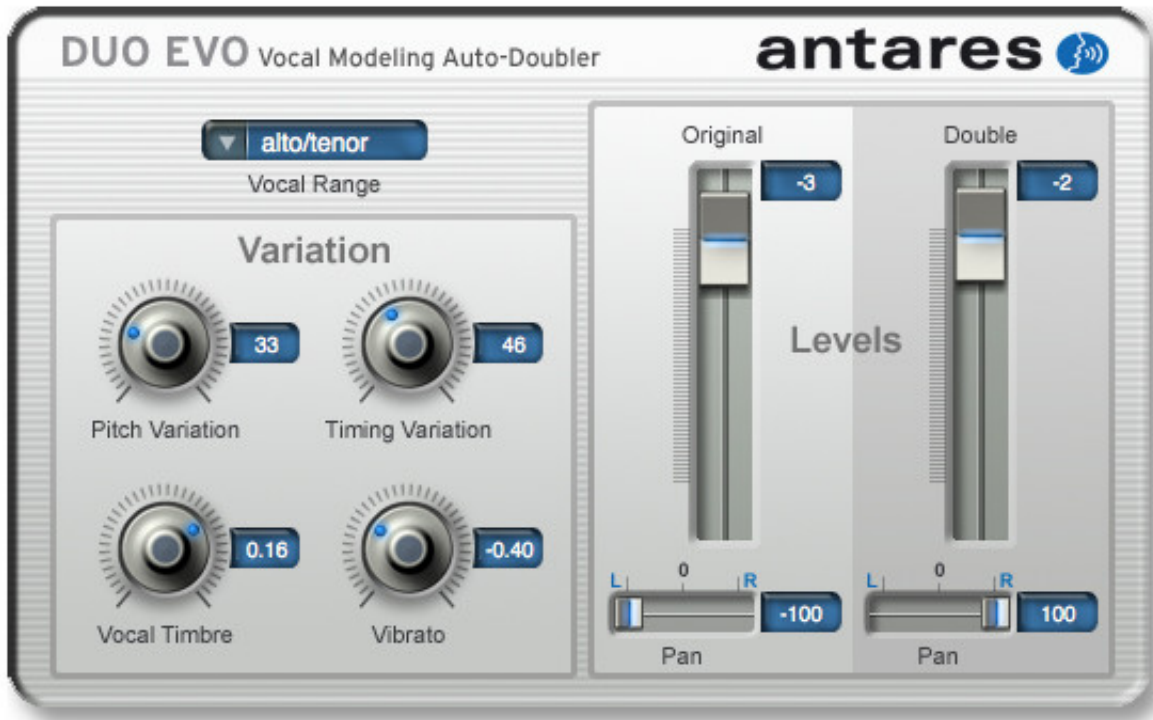 DUO EVO Vocal Modeling Auto-Doubler
antares
alto/tenor
Vocal Range
Variation
33
Pitch Variation
46
Timing Variation
0.16
Vocal Timbre
-0.40
Vibrato
Original
-3
Double
-2
Levels
L 0 R
-100
Pan
L 0 R
100
Pan